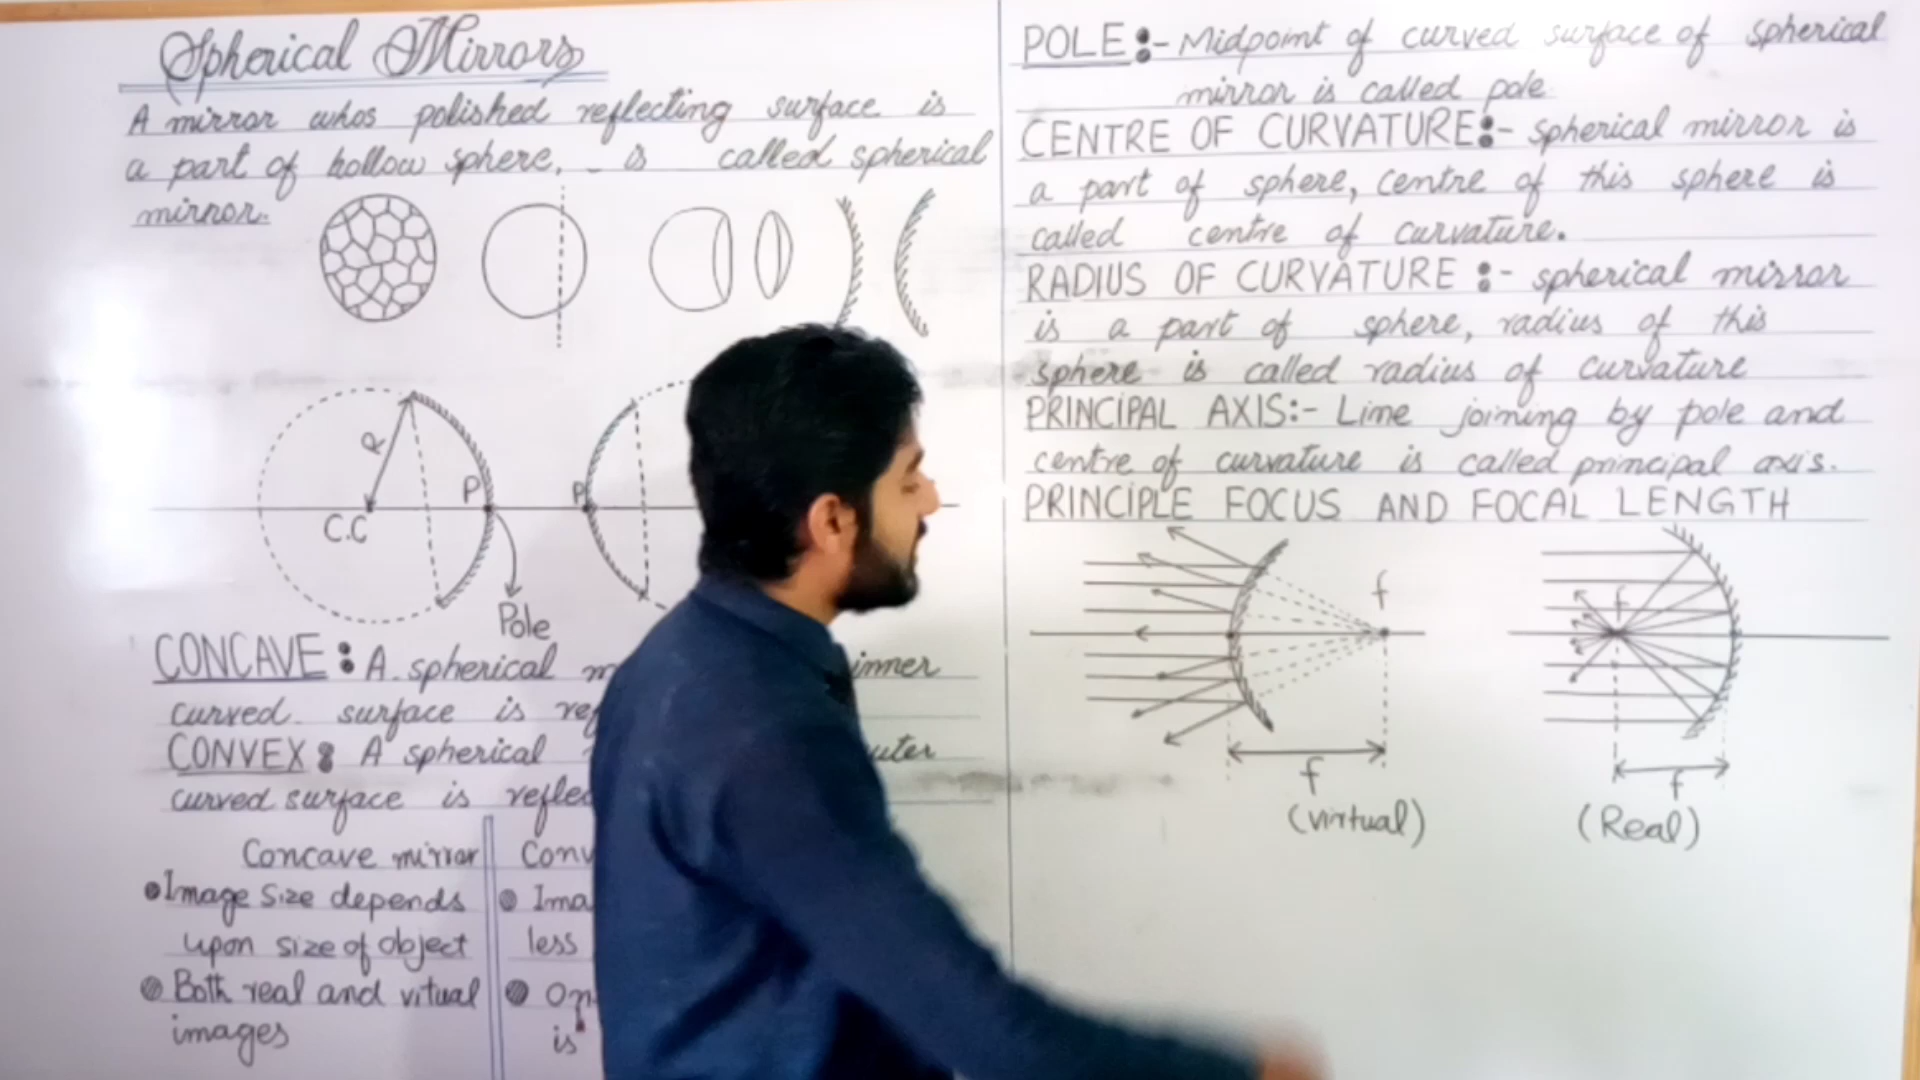 Spherical Mirrors
A mirror whos polished reflecting surface is
a part of hollow sphere, is called spherical
mirror.
R
C.C
P
P
Pole
CONCAVE: A spherical inner
curved surface is
CONVEX: A spherical
curved surface is
Concave mirror
Image size depends
upon size of object
Both real and vitual
images
less
is
POLE:- Midpoint of curved surface of spherical
mirror is called pole
CENTRE OF CURVATURE:- Spherical mirror is
a part of sphere, centre of this sphere is
called centre of curvature.
RADIUS OF CURVATURE :- spherical mirror
is a part of sphere, radius of this
sphere is called radius of curvature
PRINCIPAL AXIS:- Line joining by pole and
centre of curvature is called principal axis.
PRINCIPLE FOCUS AND FOCAL LENGTH
f
f
f
f
(virtual)
(Real)